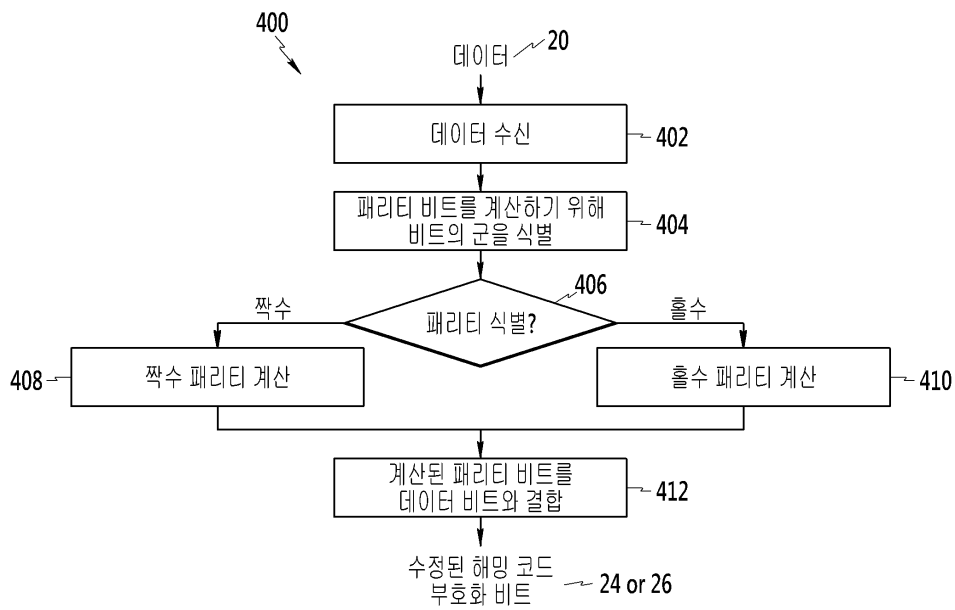 400
데이터 20
데이터 수신
402
패리티 비트를 계산하기 위해
비트의 군을 식별
404
406
짝수
패리티 식별?
홀수
408
짝수 패리티 계산
홀수 패리티 계산
410
계산된 패리티 비트를
데이터 비트와 결합
412
수정된 해밍 코드
부호화 비트
24 or 26